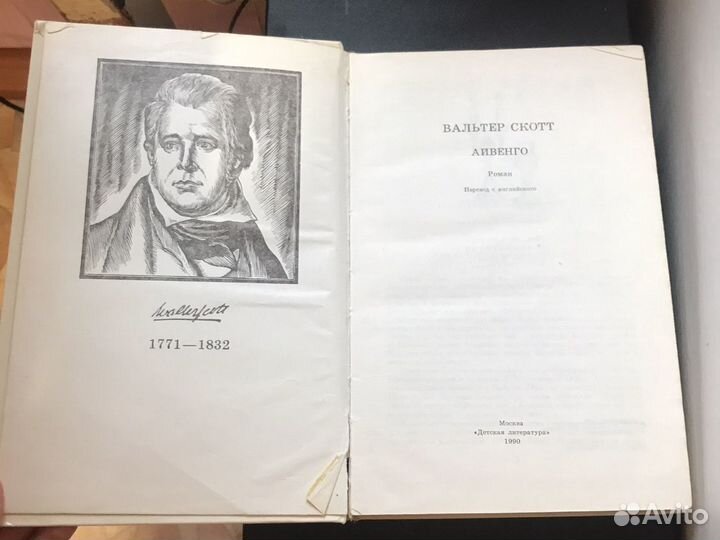 Walter Scott
1771—1832
ВАЛЬТЕР СКОТТ
АЙВЕНГО
Роман
Перевод с английского
Москва
«Детская литература»
1990
Avito